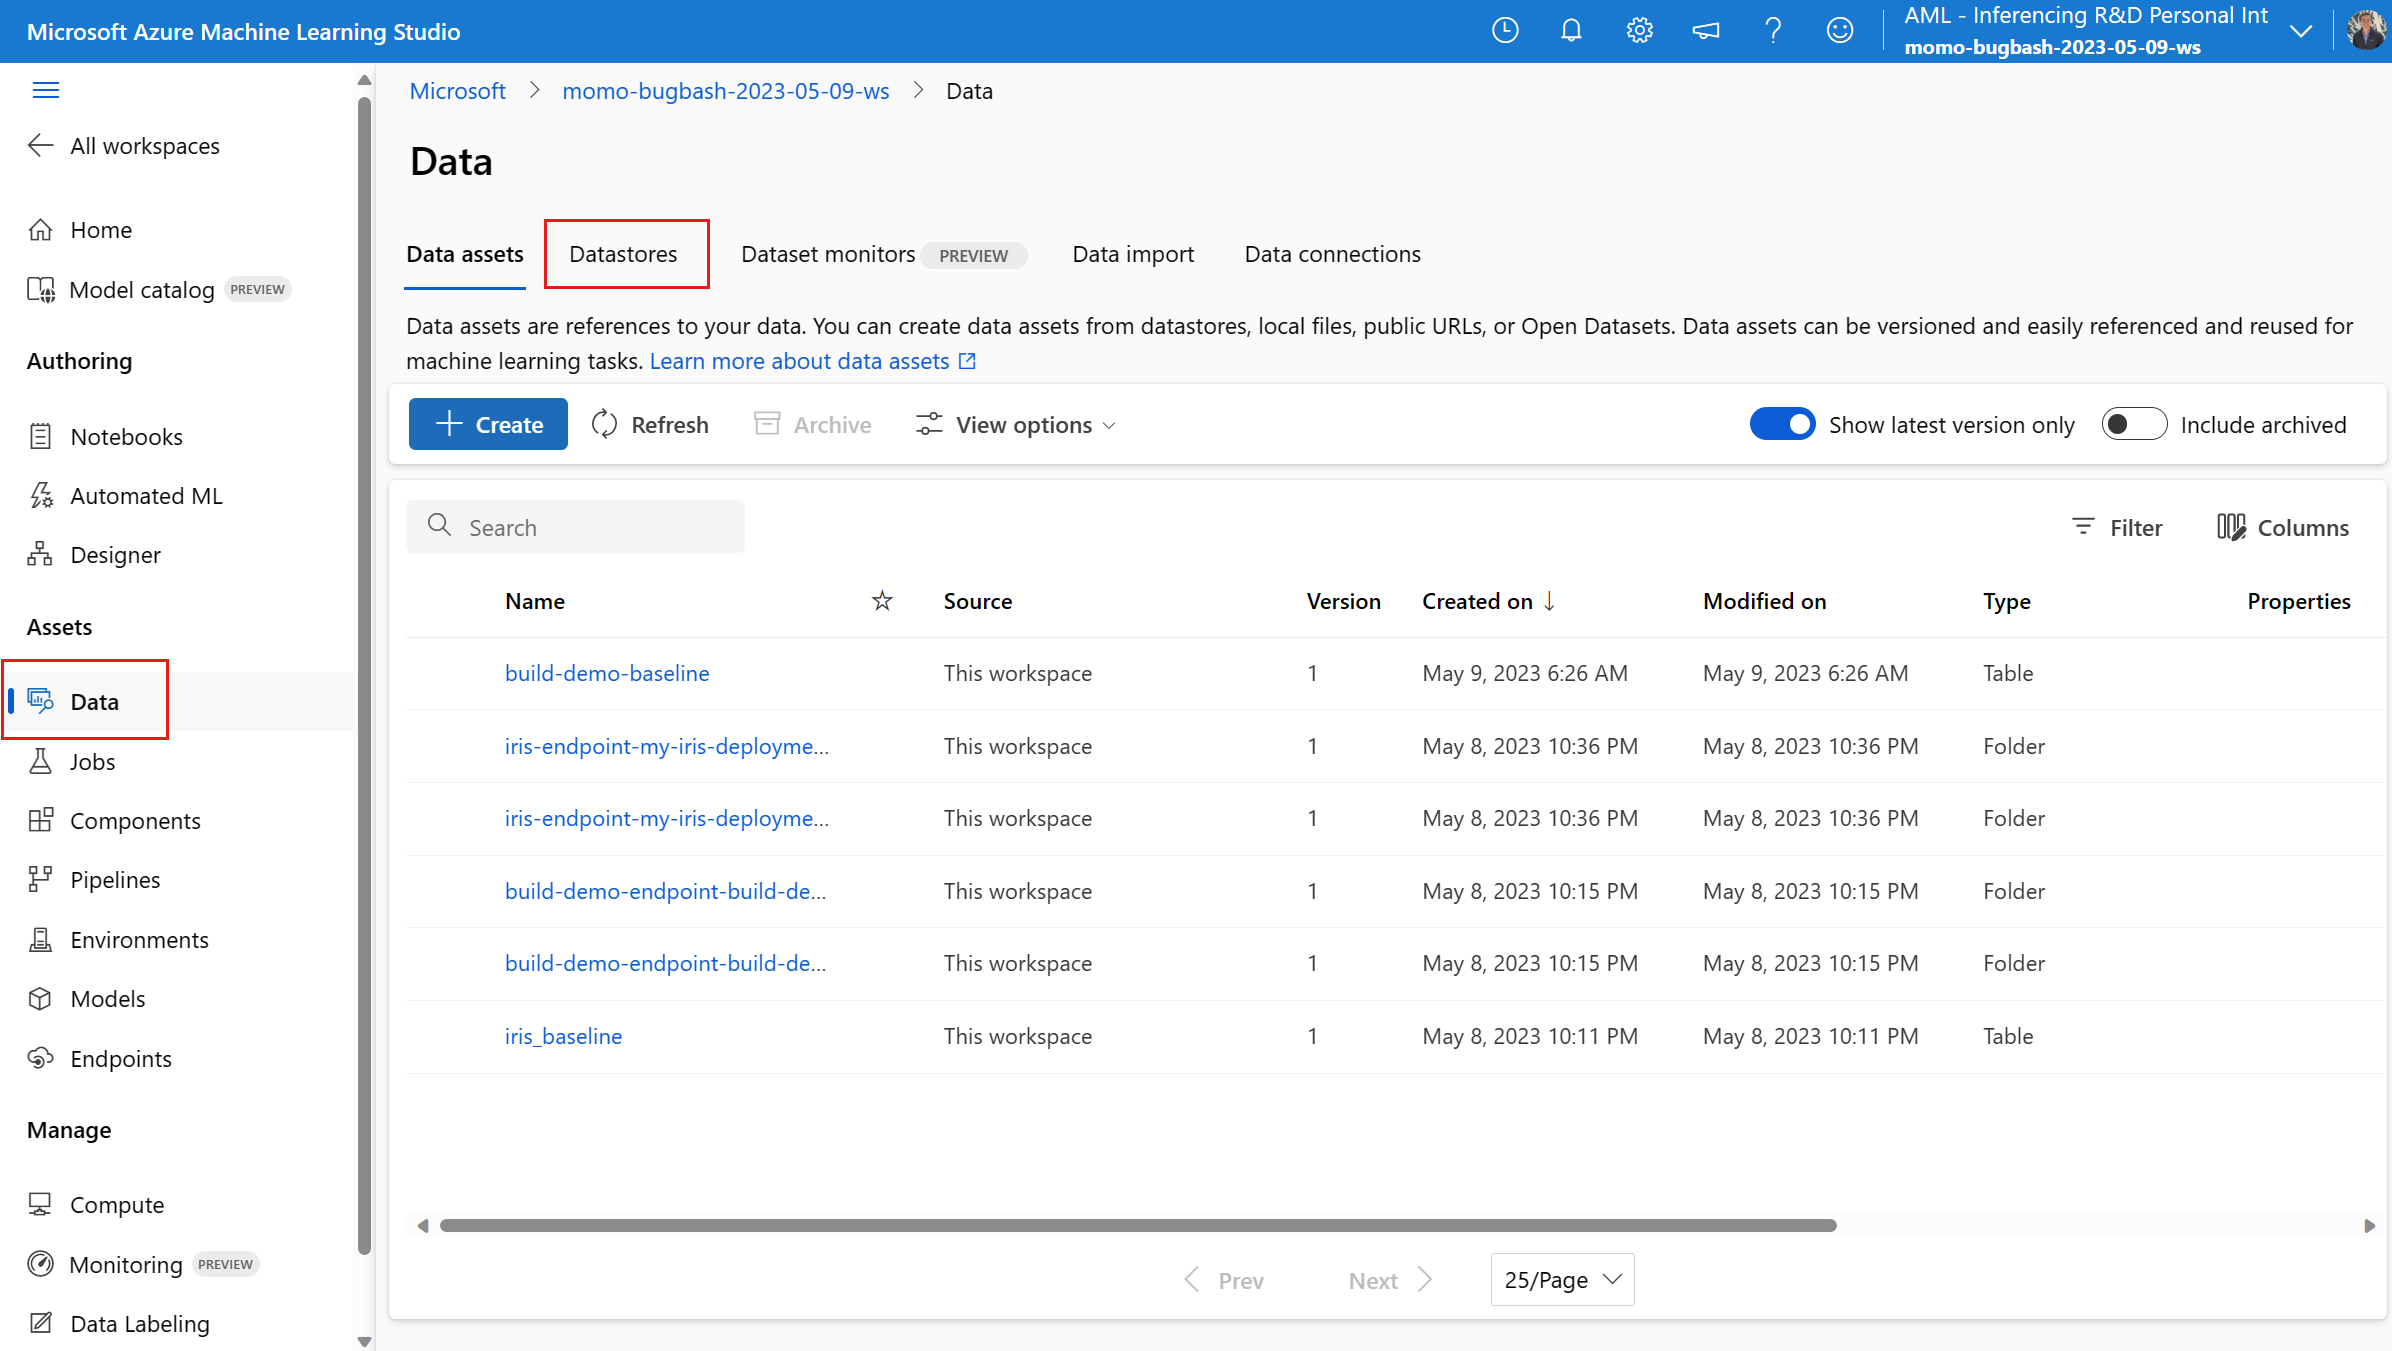 Microsoft Azure Machine Learning Studio
AML - Inferencing R&D Personal Int
momo-bugbash-2023-05-09-ws
All workspaces
Home
Model catalog PREVIEW
Authoring
Notebooks
Automated ML
Designer
Assets
Data
Jobs
Components
Pipelines
Environments
Models
Endpoints
Manage
Compute
Monitoring PREVIEW
Data Labeling
Microsoft > momo-bugbash-2023-05-09-ws > Data
Data
Data assets Datastores Dataset monitors PREVIEW Data import Data connections
Data assets are references to your data. You can create data assets from datastores, local files, public URLs, or Open Datasets. Data assets can be versioned and easily referenced and reused for
machine learning tasks. Learn more about data assets
Create Refresh Archive View options Show latest version only Include archived
Search Filter Columns
Name Source Version Created on ↓ Modified on Type Properties
build-demo-baseline This workspace 1 May 9, 2023 6:26 AM May 9, 2023 6:26 AM Table
iris-endpoint-my-iris-deployme... This workspace 1 May 8, 2023 10:36 PM May 8, 2023 10:36 PM Folder
iris-endpoint-my-iris-deployme... This workspace 1 May 8, 2023 10:36 PM May 8, 2023 10:36 PM Folder
build-demo-endpoint-build-de... This workspace 1 May 8, 2023 10:15 PM May 8, 2023 10:15 PM Folder
build-demo-endpoint-build-de... This workspace 1 May 8, 2023 10:15 PM May 8, 2023 10:15 PM Folder
iris_baseline This workspace 1 May 8, 2023 10:11 PM May 8, 2023 10:11 PM Table
Prev Next 25/Page